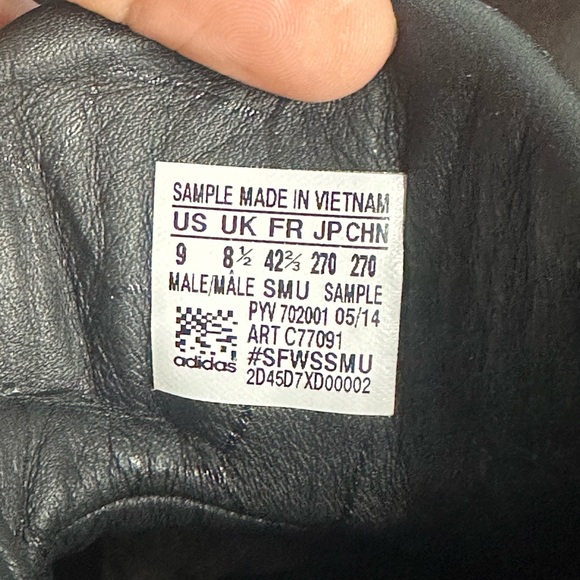 SAMPLE MADE IN VIETNAM
US UK FR JP CHN
9 8½ 42⅔ 270 270
MALE/MÂLE SMU SAMPLE
PYV 702001 05/14
ART C77091
#SFWSSMU
adidas 2D45D7XD00002